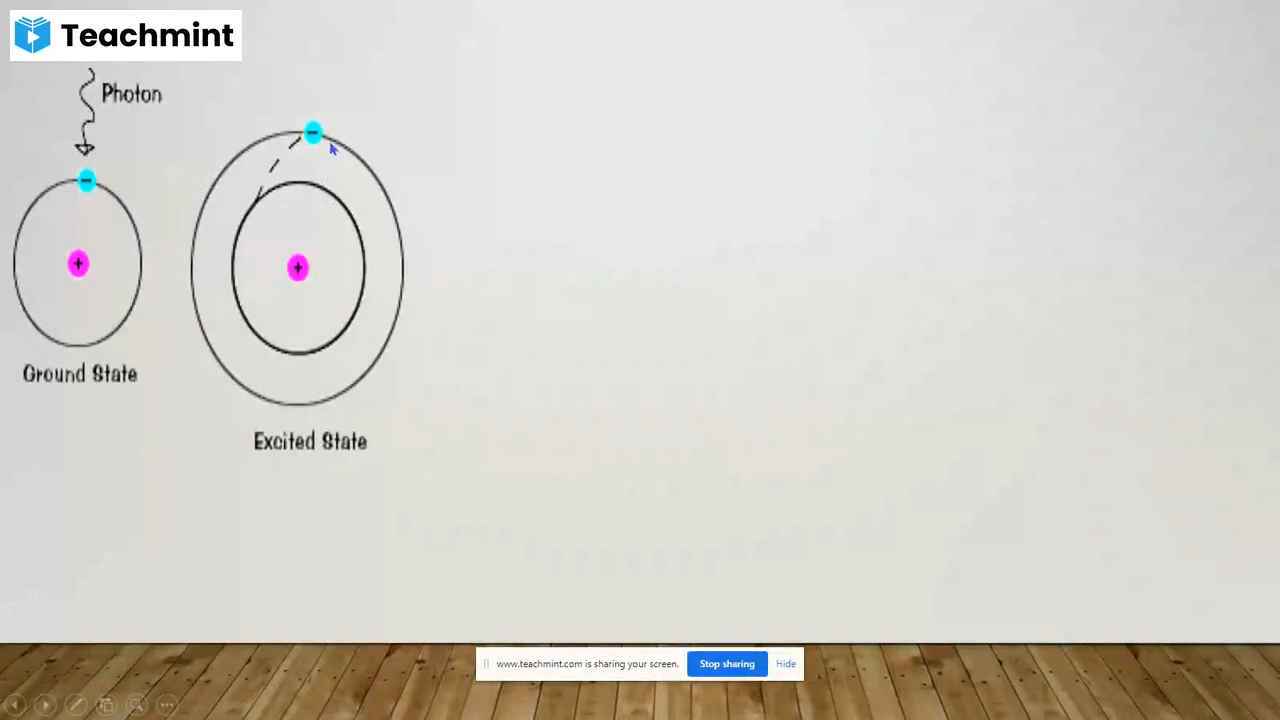 Teachmint
Photon
−
−
+
+
Ground State
Excited State
www.teachmint.com is sharing your screen.
Stop sharing
Hide